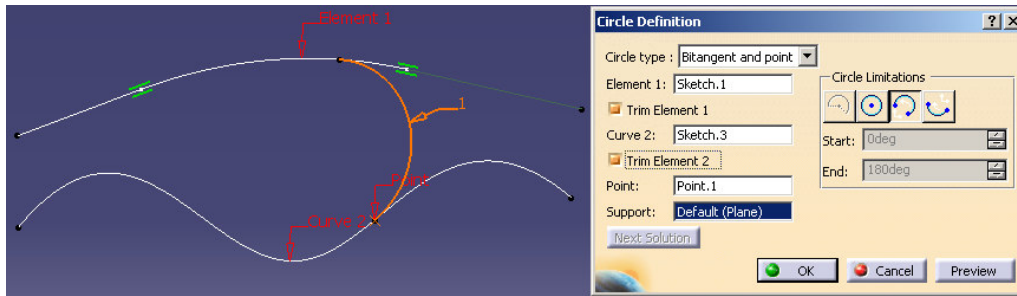 Element 1
1
Point
Curve 2
Circle Definition
Circle type : Bitangent and point
Element 1: Sketch.1
Trim Element 1
Curve 2: Sketch.3
Trim Element 2
Point: Point.1
Support: Default (Plane)
Next Solution
Circle Limitations
Start: 0deg
End: 180deg
OK Cancel Preview